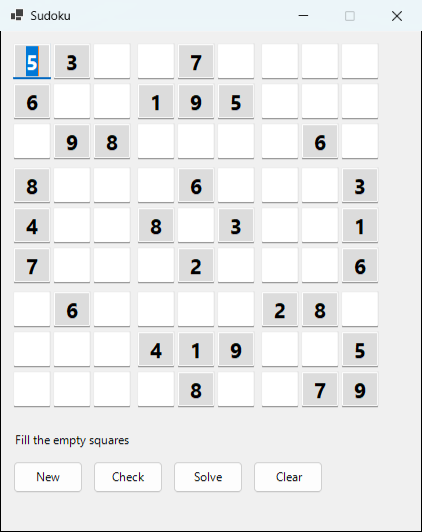 Sudoku
5 3 7
6 1 9 5
9 8 6
8 6 3
4 8 3 1
7 2 6
6 2 8
4 1 9 5
8 7 9
Fill the empty squares
New Check Solve Clear